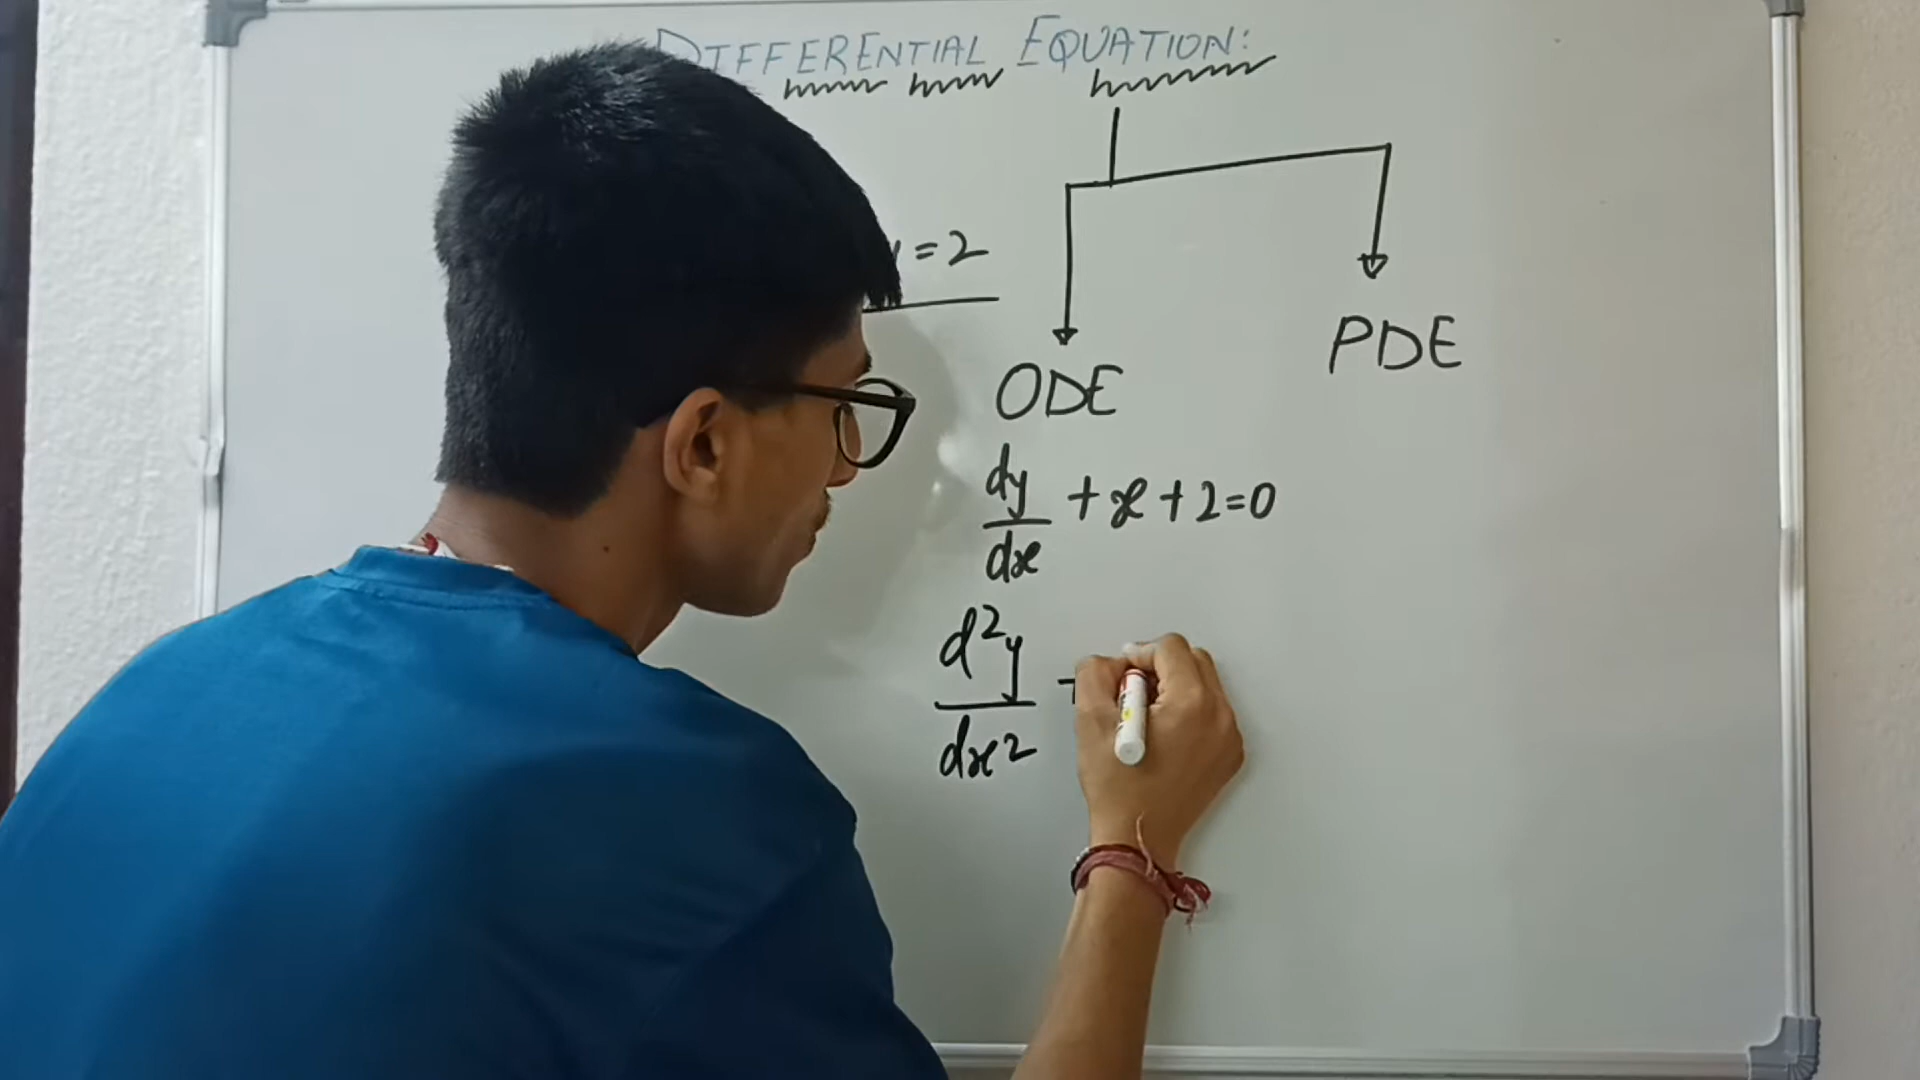 DIFFERENTIAL EQUATION:
y = 2
ODE
PDE
dy/dx + x + 2 = 0
d²y/dx² +